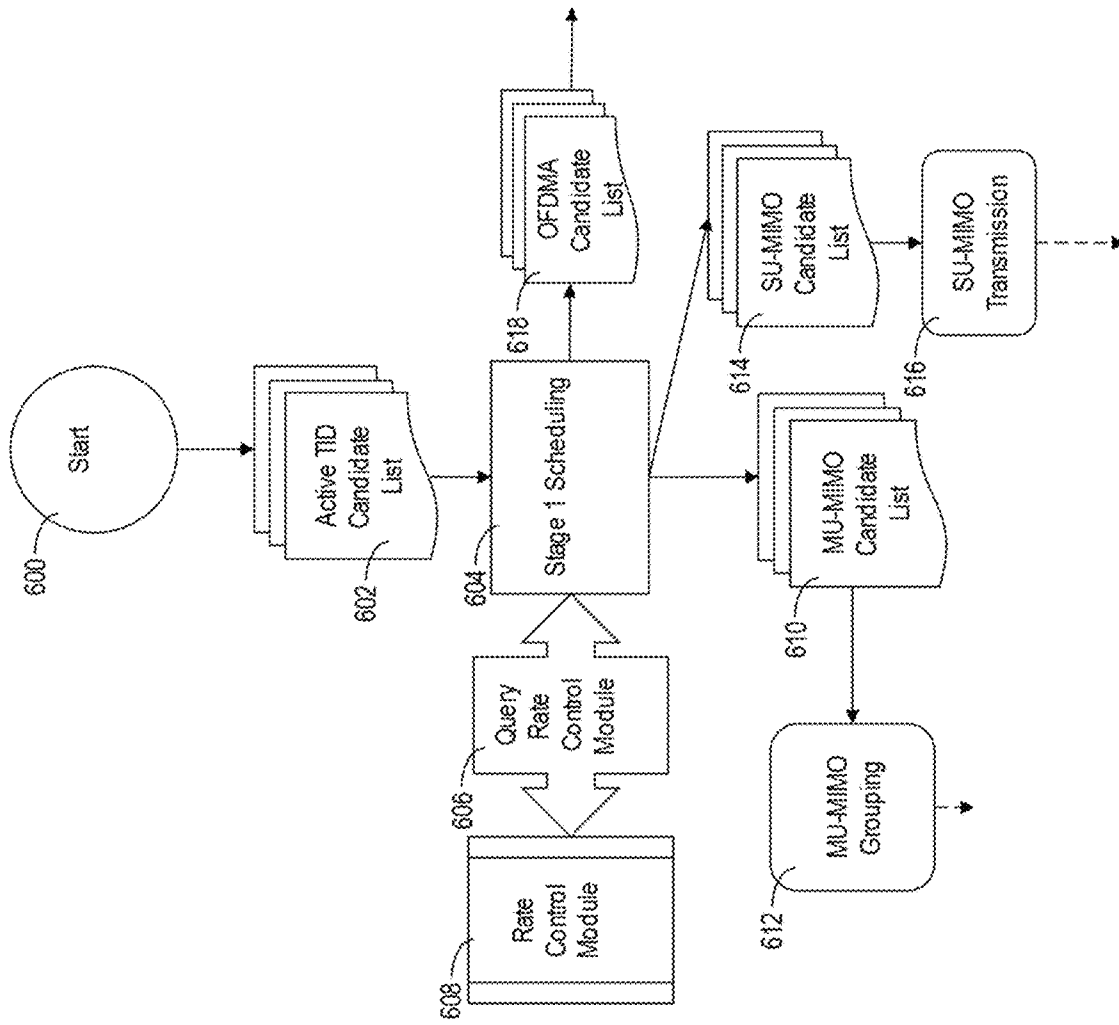 Start
600
Active TID
Candidate
List
602
Stage 1 Scheduling
604
Query
Rate
Control
Module
606
Rate
Control
Module
608
OFDMA
Candidate
List
618
SU-MIMO
Candidate
List
614
SU-MIMO
Transmission
616
MU-MIMO
Candidate
List
610
MU-MIMO
Grouping
612